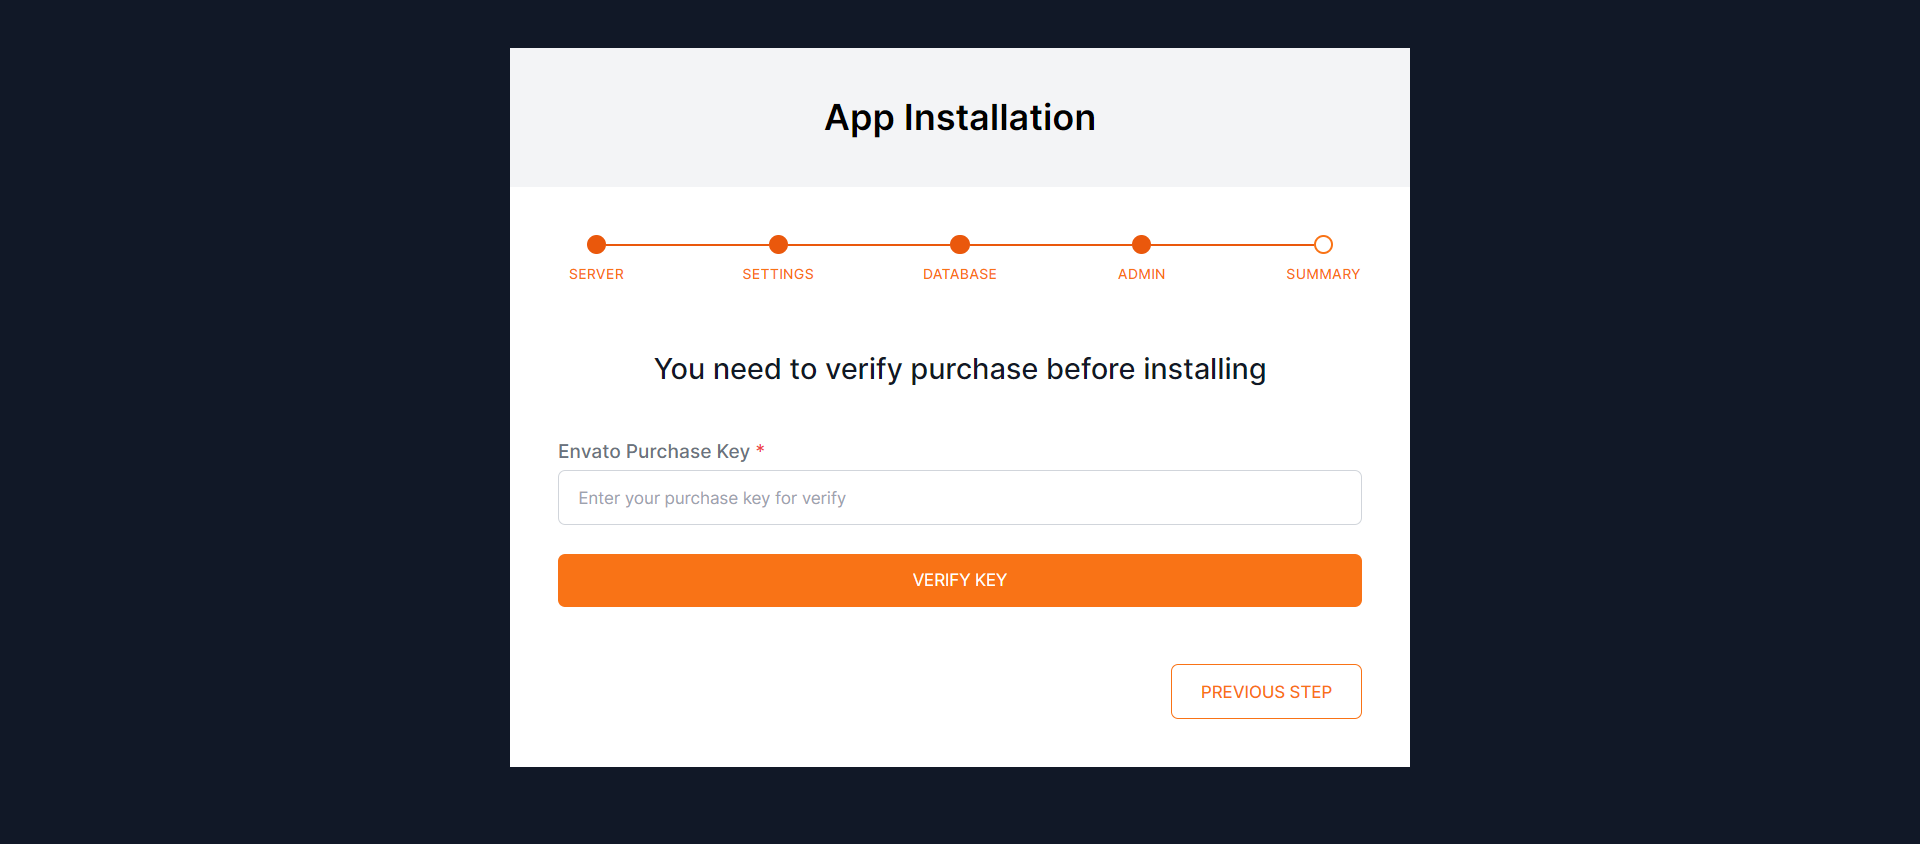 App Installation
SERVER SETTINGS DATABASE ADMIN SUMMARY
You need to verify purchase before installing
Envato Purchase Key *
Enter your purchase key for verify
VERIFY KEY
PREVIOUS STEP